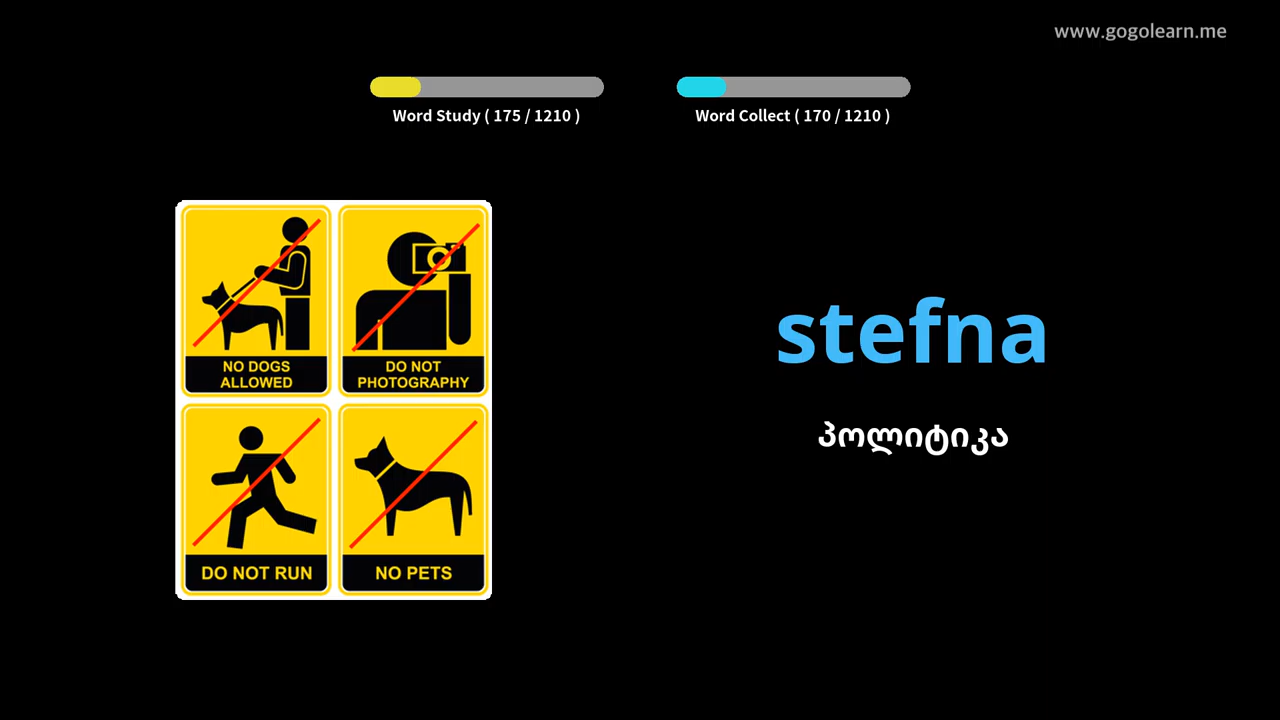 www.gogolearn.me
Word Study ( 175 / 1210 )
Word Collect ( 170 / 1210 )
NO DOGS
ALLOWED
DO NOT
PHOTOGRAPHY
DO NOT RUN
NO PETS
stefna
პოლიტიკა